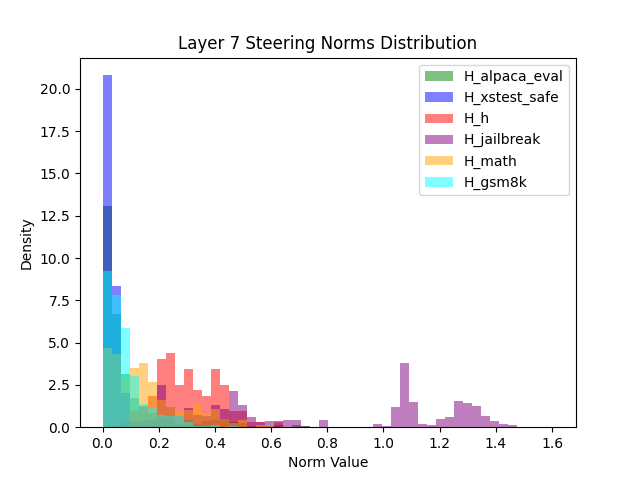 Layer 7 Steering Norms Distribution
H_alpaca_eval
H_xstest_safe
H_h
H_jailbreak
H_math
H_gsm8k
Density
20.0
17.5
15.0
12.5
10.0
7.5
5.0
2.5
0.0
0.0 0.2 0.4 0.6 0.8 1.0 1.2 1.4 1.6
Norm Value